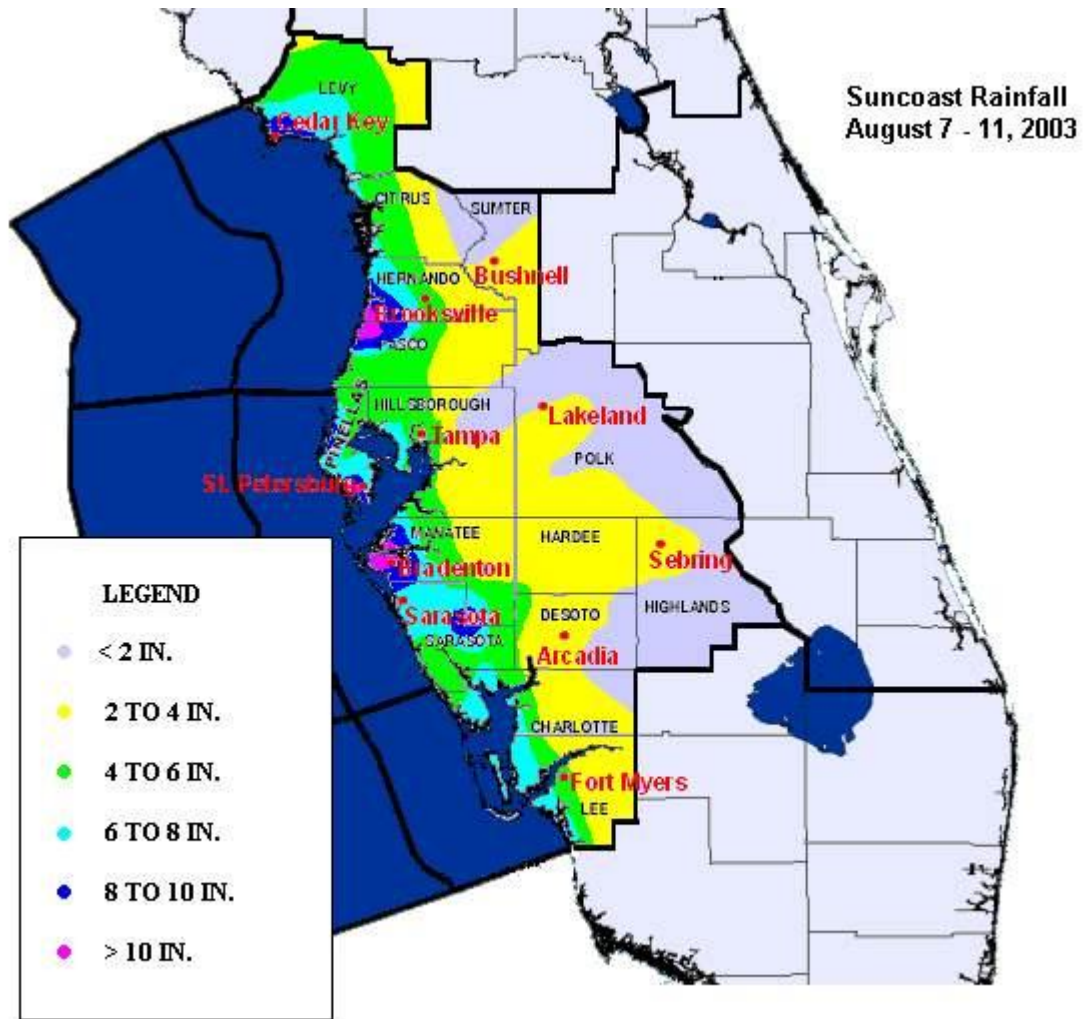 Suncoast Rainfall
August 7 - 11, 2003
LEVY
Cedar Key
CITRUS
SUMTER
Bushnell
HERNANDO
Brooksville
PASCO
PINELLAS
HILLSBOROUGH
Lakeland
Tampa
POLK
St. Petersburg
MANATEE
HARDEE
Bradenton
Sebring
Sarasota
DESOTO
HIGHLANDS
SARASOTA
Arcadia
CHARLOTTE
Fort Myers
LEE
LEGEND
< 2 IN.
2 TO 4 IN.
4 TO 6 IN.
6 TO 8 IN.
8 TO 10 IN.
> 10 IN.